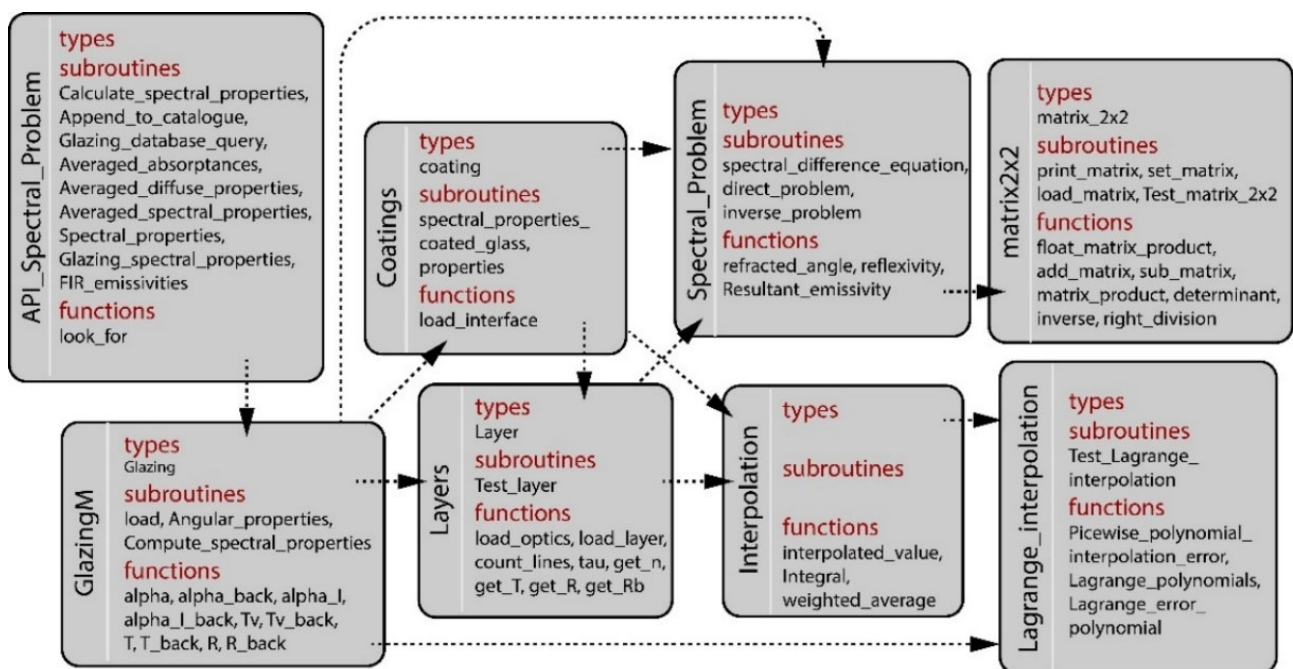 API_Spectral_Problem
types
subroutines
Calculate_spectral_properties,
Append_to_catalogue,
Glazing_database_query,
Averaged_absorptances,
Averaged_diffuse_properties,
Averaged_spectral_properties,
Spectral_properties,
Glazing_spectral_properties,
FIR_emissivities
functions
look_for
Coatings
types
coating
subroutines
spectral_properties_
coated_glass,
properties
functions
load_interface
Spectral_Problem
types
subroutines
spectral_difference_equation,
direct_problem,
inverse_problem
functions
refracted_angle, reflexivity,
Resultant_emissivity
matrix2x2
types
matrix_2x2
subroutines
print_matrix, set_matrix,
load_matrix, Test_matrix_2x2
functions
float_matrix_product,
add_matrix, sub_matrix,
matrix_product, determinant,
inverse, right_division
GlazingM
types
Glazing
subroutines
load, Angular_properties,
Compute_spectral_properties
functions
alpha, alpha_back, alpha_I,
alpha_I_back, Tv, Tv_back,
T, T_back, R, R_back
Layers
types
Layer
subroutines
Test_layer
functions
load_optics, load_layer,
count_lines, tau, get_n,
get_T, get_R, get_Rb
Interpolation
types
subroutines
functions
interpolated_value,
Integral,
weighted_average
Lagrange_interpolation
types
subroutines
Test_Lagrange_
interpolation
functions
Picewise_polynomial_
interpolation_error,
Lagrange_polynomials,
Lagrange_error_
polynomial